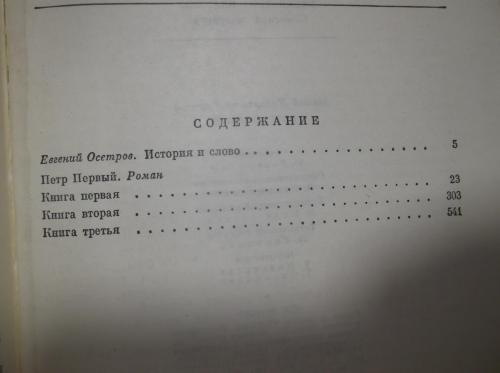 СОДЕРЖАНИЕ
Евгений Осетров. История и слово . . . . . . . . . . . . . . . . . . . . 5
Петр Первый. Роман
Книга первая . . . . . . . . . . . . . . . . . . . . . . . . 23
Книга вторая . . . . . . . . . . . . . . . . . . . . . . . . 303
Книга третья . . . . . . . . . . . . . . . . . . . . . . . . 541